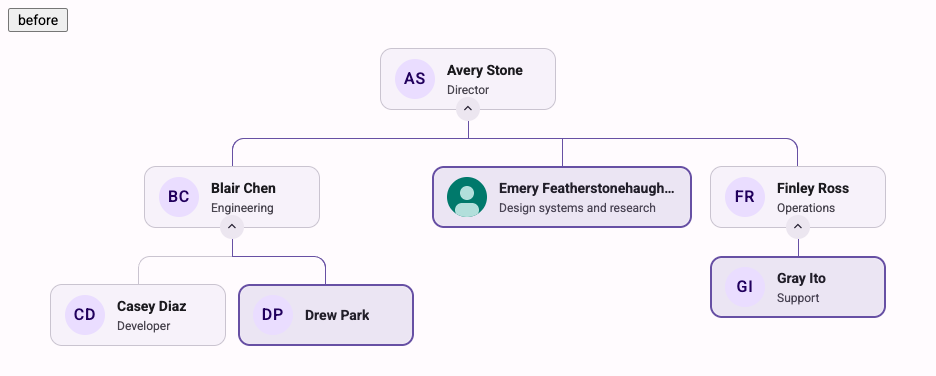 before
AS
Avery Stone
Director
BC
Blair Chen
Engineering
Emery Featherstonehaugh...
Design systems and research
FR
Finley Ross
Operations
CD
Casey Diaz
Developer
DP
Drew Park
GI
Gray Ito
Support